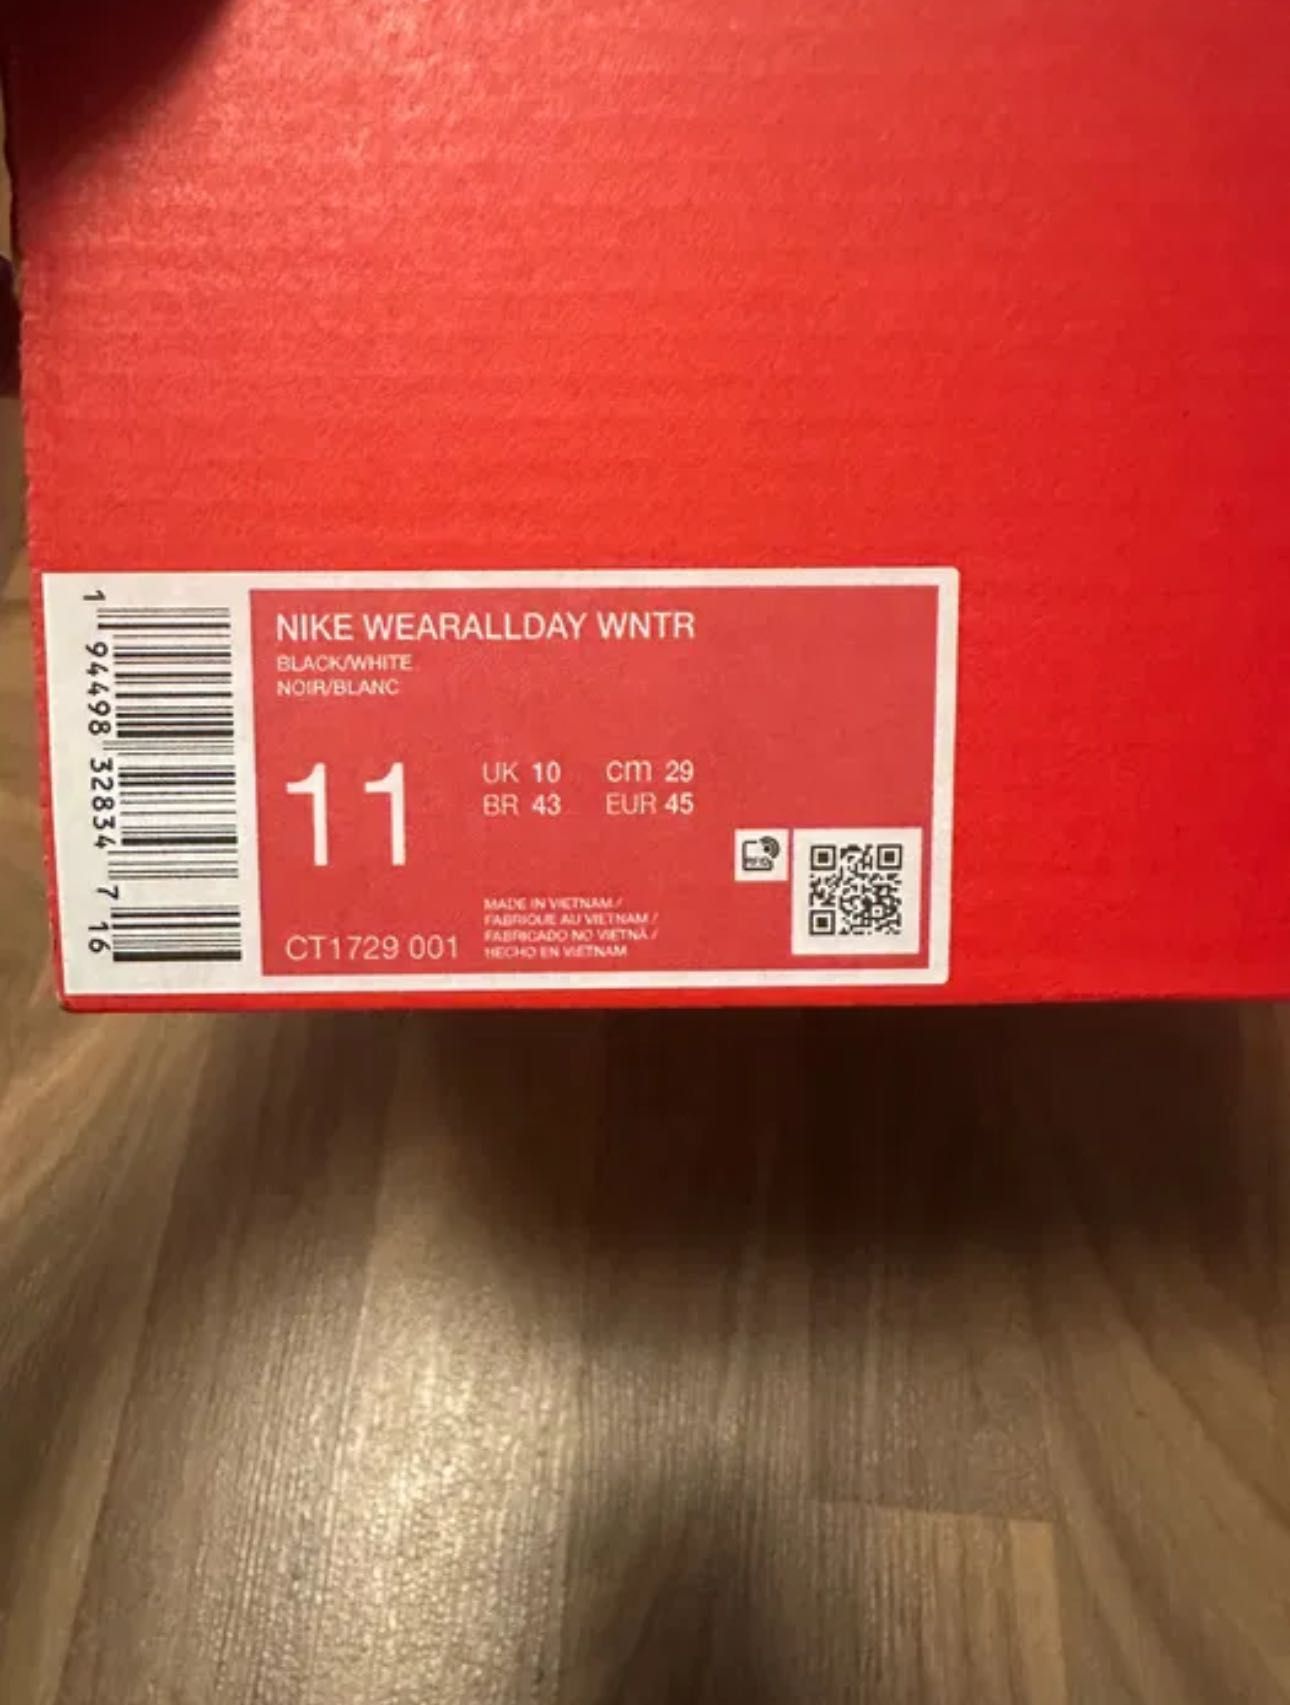 NIKE WEARALLDAY WNTR
BLACK/WHITE
NOIR/BLANC
11
UK 10 cm 29
BR 43 EUR 45
MADE IN VIETNAM /
FABRIQUE AU VIETNAM /
FABRICADO NO VIETNÃ /
HECHO EN VIETNAM
CT1729 001
1 94498 32834 7 16
RFID